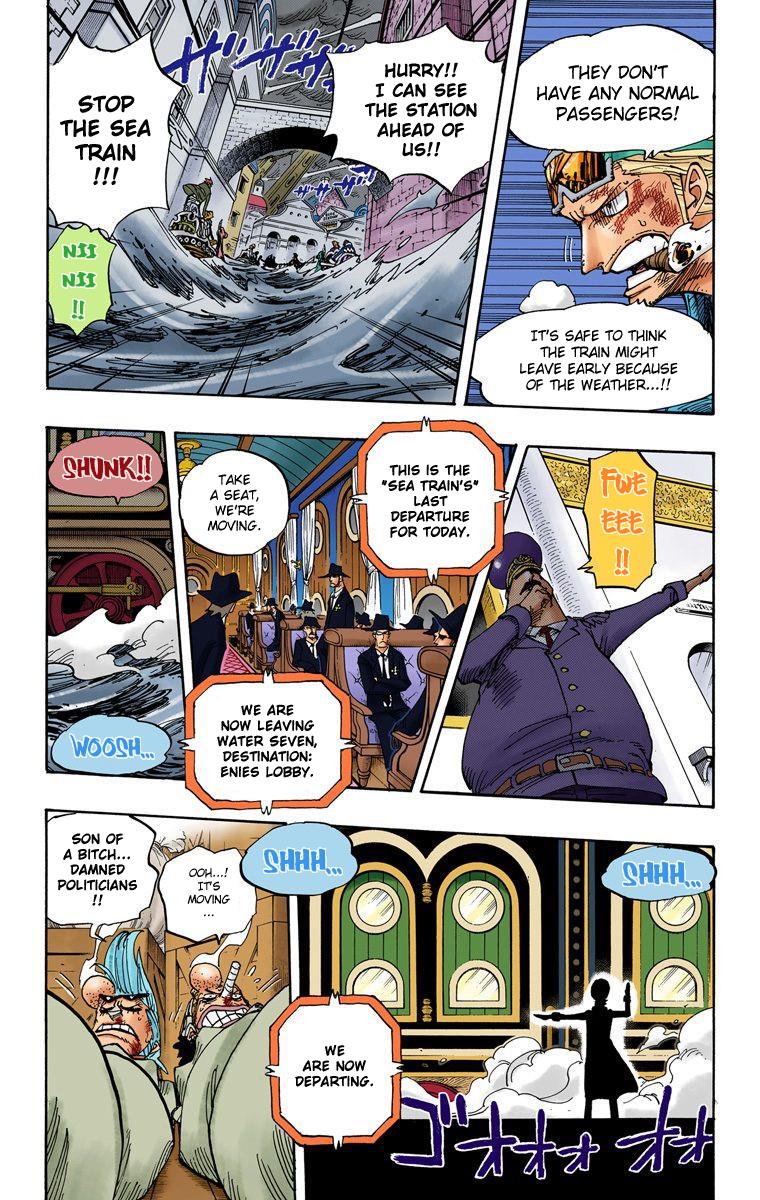 THEY DON'T
HAVE ANY NORMAL
PASSENGERS!
IT'S SAFE TO THINK
THE TRAIN MIGHT
LEAVE EARLY BECAUSE
OF THE WEATHER...!!
HURRY!!
I CAN SEE
THE STATION
AHEAD OF
US!!
ザザザ
STOP
THE SEA
TRAIN
!!!
NII
NII
!!
FWE
EEE
!!
THIS IS THE
"SEA TRAIN'S"
LAST
DEPARTURE
FOR TODAY.
TAKE
A SEAT,
WE'RE
MOVING.
WE ARE
NOW LEAVING
WATER SEVEN,
DESTINATION:
ENIES LOBBY.
SHUNK!!
WOOSH...
SHHH...
SHHH...
WE
ARE NOW
DEPARTING.
ゴオオオオオ
OOH...!
IT'S
MOVING
...
SON OF
A BITCH...
DAMNED
POLITICIANS
!!